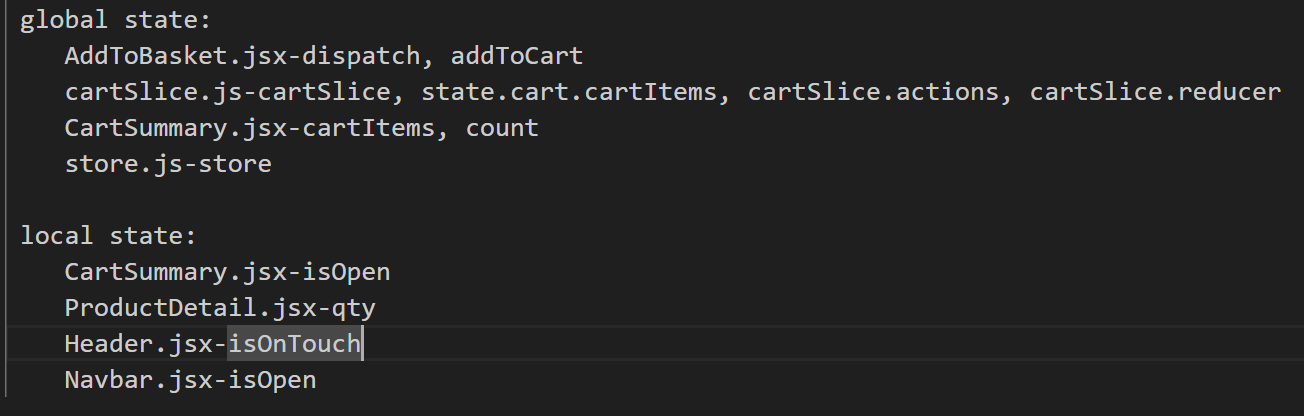 global state:
AddToBasket.jsx-dispatch, addToCart
cartSlice.js-cartSlice, state.cart.cartItems, cartSlice.actions, cartSlice.reducer
CartSummary.jsx-cartItems, count
store.js-store
local state:
CartSummary.jsx-isOpen
ProductDetail.jsx-qty
Header.jsx-isOnTouch
Navbar.jsx-isOpen